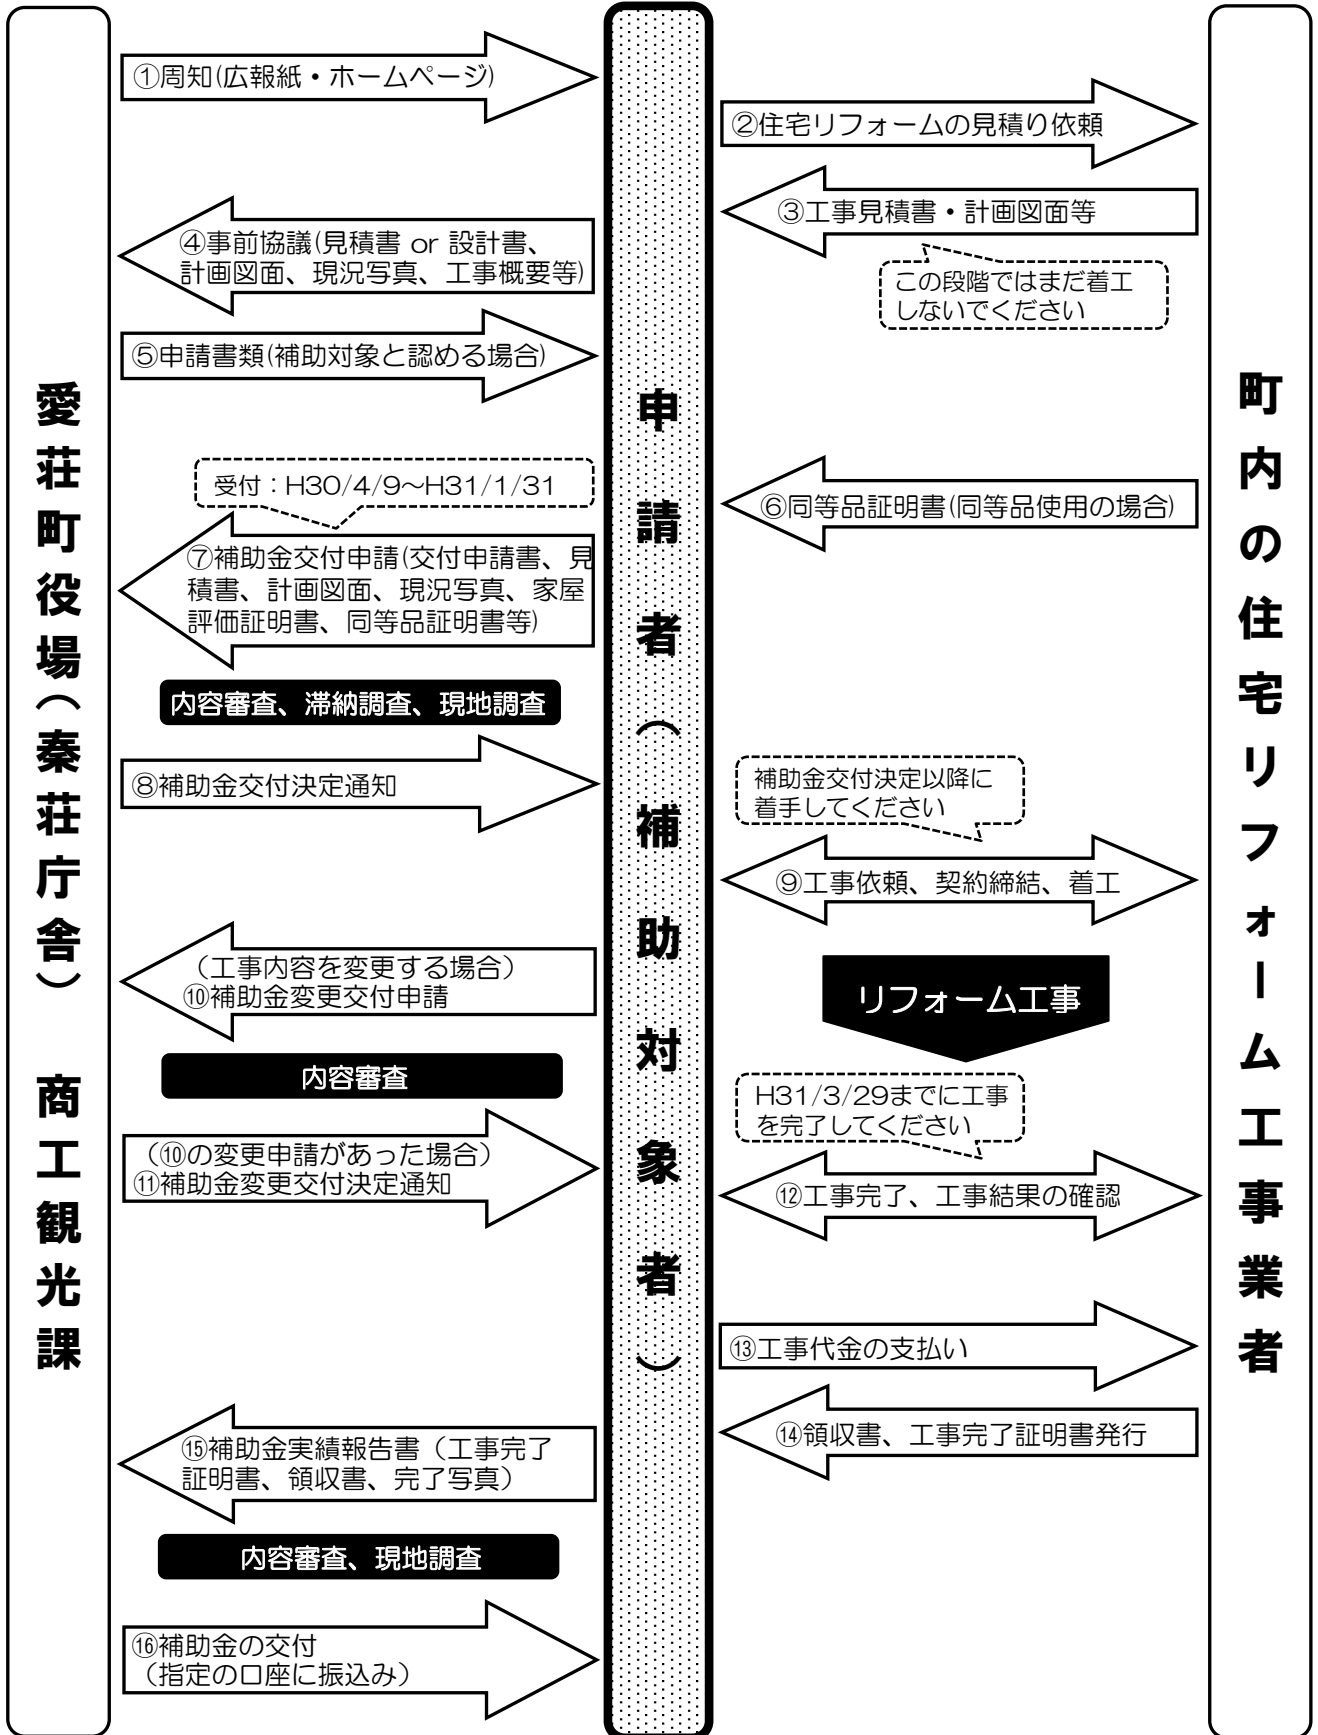 愛荘町役場(秦荘庁舎) 商工観光課
申請者(補助対象者)
町内の住宅リフォーム工事業者
①周知(広報紙・ホームページ)
②住宅リフォームの見積り依頼
③工事見積書・計画図面等
この段階ではまだ着工
しないでください
④事前協議(見積書 or 設計書、
計画図面、現況写真、工事概要等)
⑤申請書類(補助対象と認める場合)
⑥同等品証明書(同等品使用の場合)
受付：H30/4/9～H31/1/31
⑦補助金交付申請(交付申請書、見
積書、計画図面、現況写真、家屋
評価証明書、同等品証明書等)
内容審査、滞納調査、現地調査
⑧補助金交付決定通知
補助金交付決定以降に
着手してください
⑨工事依頼、契約締結、着工
(工事内容を変更する場合)
⑩補助金変更交付申請
リフォーム工事
内容審査
H31/3/29までに工事
を完了してください
(⑩の変更申請があった場合)
⑪補助金変更交付決定通知
⑫工事完了、工事結果の確認
⑬工事代金の支払い
⑭領収書、工事完了証明書発行
⑮補助金実績報告書(工事完了
証明書、領収書、完了写真)
内容審査、現地調査
⑯補助金の交付
(指定の口座に振込み)